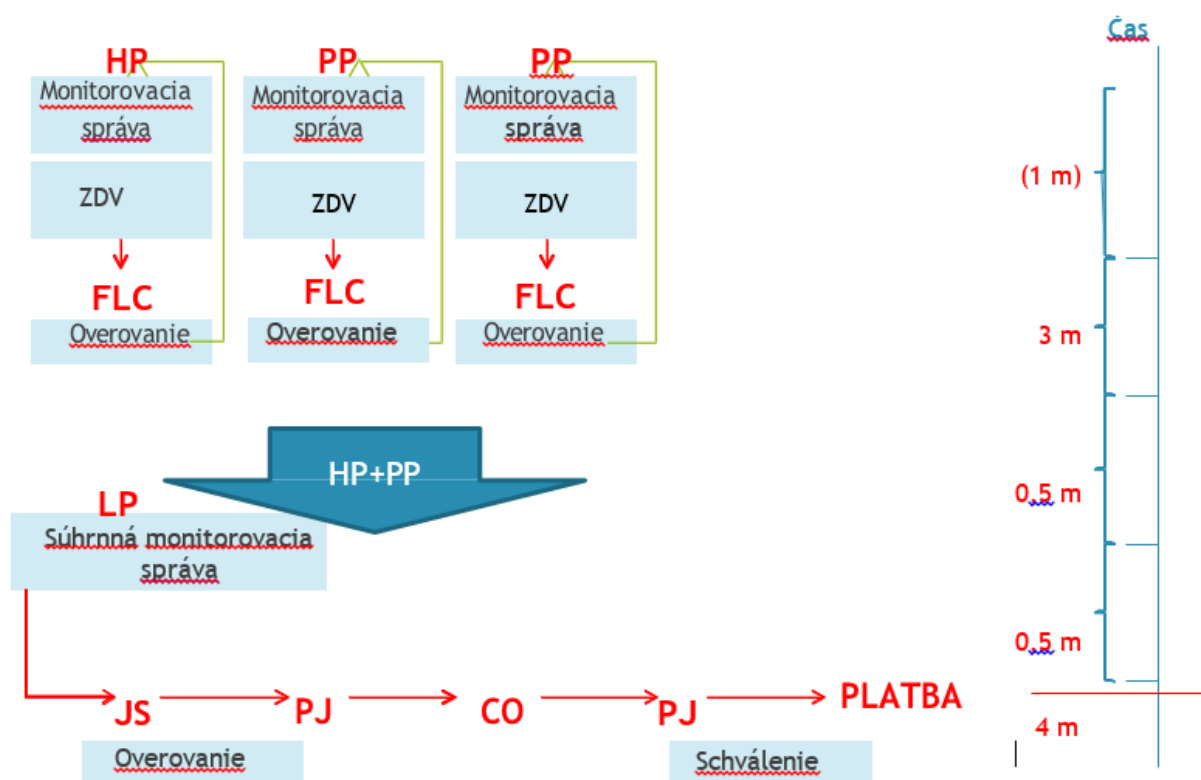 Čas
HP PP PP
Monitorovacia Monitorovacia Monitorovacia
správa správa správa
(1 m)
ZDV ZDV ZDV
FLC FLC FLC
Overovanie Overovanie Overovanie
3 m
HP+PP
LP
0,5 m
Súhrnná monitorovacia
správa
0,5 m
JS PJ CO PJ PLATBA
4 m
Overovanie Schválenie